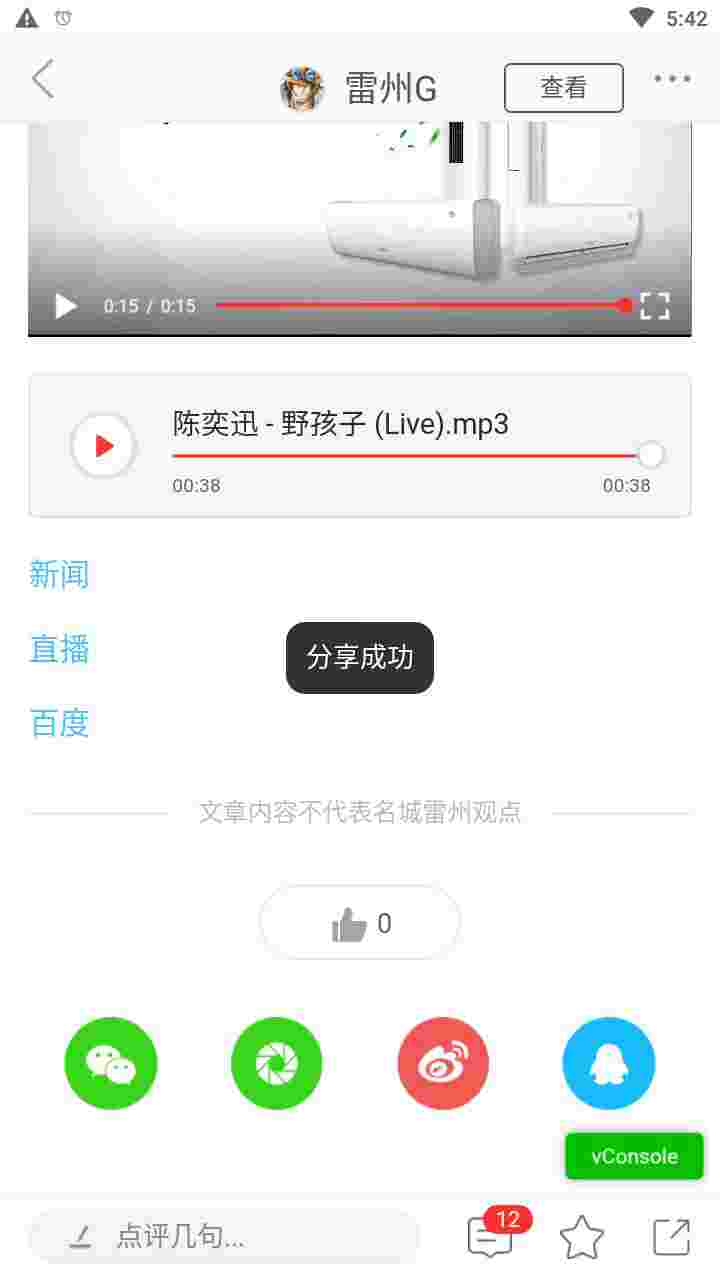 5:42
雷州G
查看
0:15 / 0:15
陈奕迅 - 野孩子 (Live).mp3
00:38
00:38
新闻
直播
分享成功
百度
文章内容不代表名城雷州观点
0
vConsole
点评几句...
12